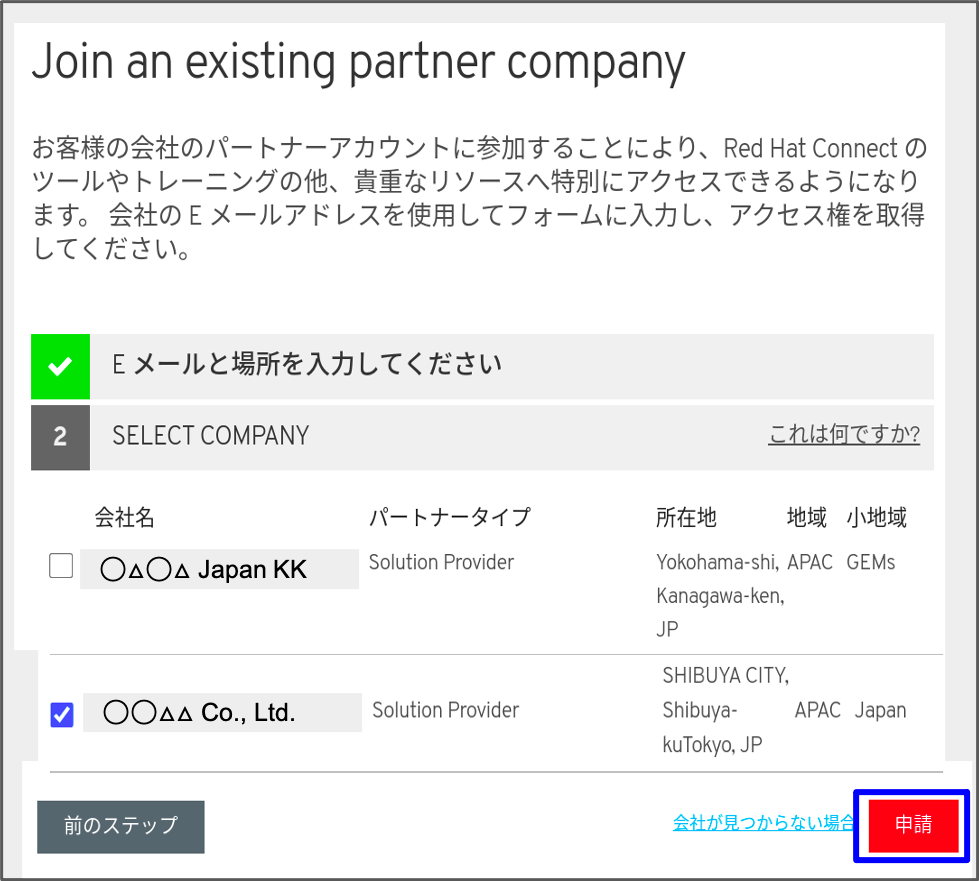 Join an existing partner company
お客様の会社のパートナーアカウントに参加することにより、Red Hat Connect の
ツールやトレーニングの他、貴重なリソースへ特別にアクセスできるようになり
ます。 会社の E メールアドレスを使用してフォームに入力し、アクセス権を取得
してください。
E メールと場所を入力してください
2 SELECT COMPANY これは何ですか?
会社名 パートナータイプ 所在地 地域 小地域
〇△〇△ Japan KK Solution Provider Yokohama-shi, APAC GEMs
Kanagawa-ken,
JP
SHIBUYA CITY,
〇〇△△ Co., Ltd. Solution Provider Shibuya- APAC Japan
kuTokyo, JP
前のステップ 会社が見つからない場合 申請